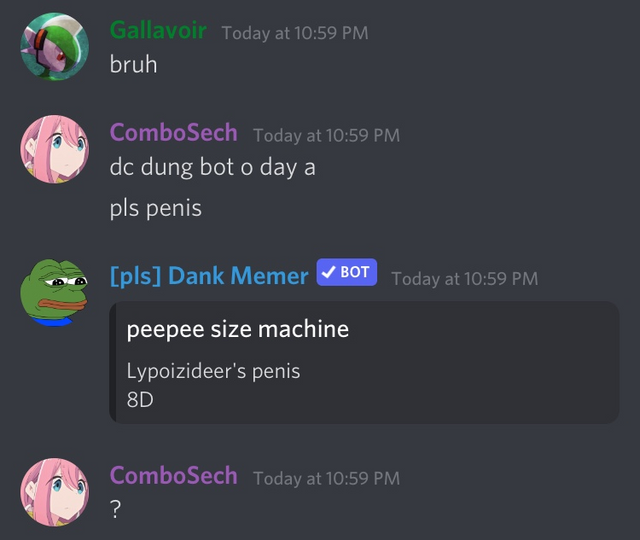 Gallavoir Today at 10:59 PM
bruh
ComboSech Today at 10:59 PM
dc dung bot o day a
pls penis
[pls] Dank Memer ✓ BOT Today at 10:59 PM
peepee size machine
Lypoizideer's penis
8D
ComboSech Today at 10:59 PM
?